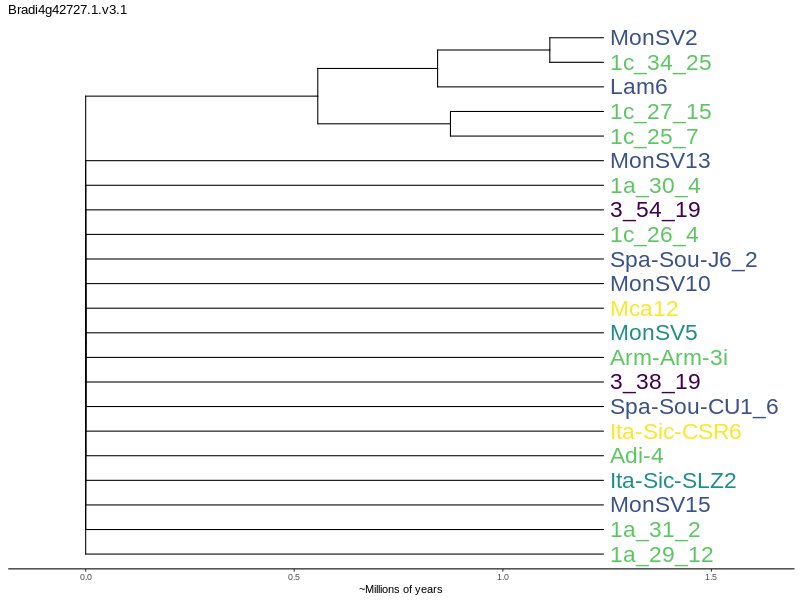 Bradi4g42727.1.v3.1
MonSV2
1c_34_25
Lam6
1c_27_15
1c_25_7
MonSV13
1a_30_4
3_54_19
1c_26_4
Spa-Sou-J6_2
MonSV10
Mca12
MonSV5
Arm-Arm-3i
3_38_19
Spa-Sou-CU1_6
Ita-Sic-CSR6
Adi-4
Ita-Sic-SLZ2
MonSV15
1a_31_2
1a_29_12
0.0 0.5 1.0 1.5
~Millions of years